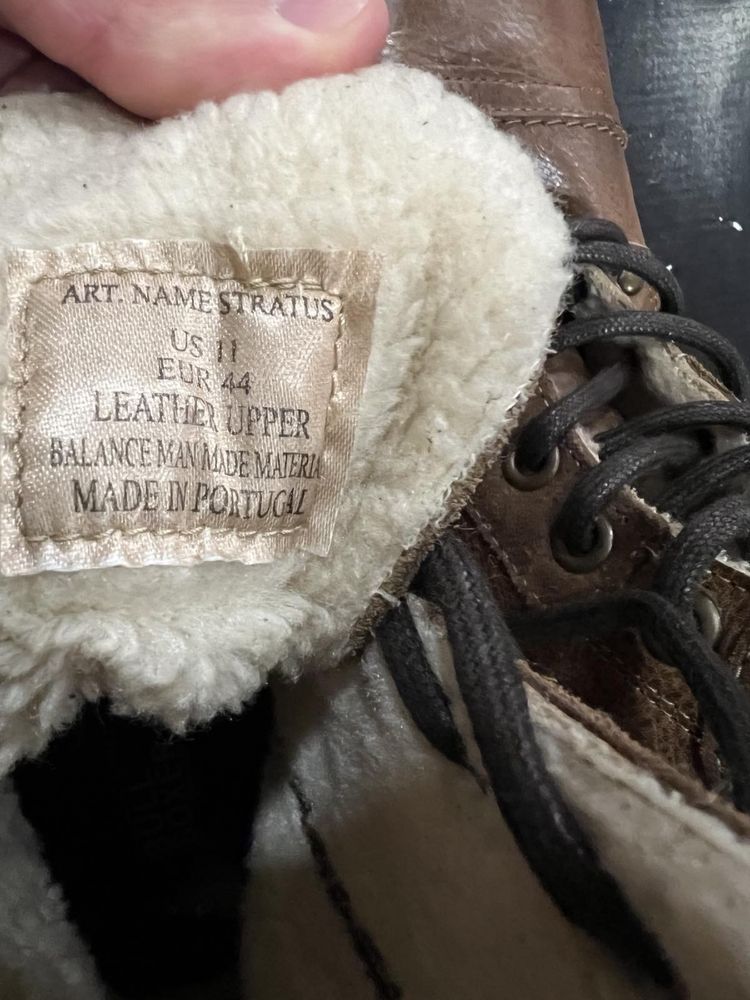 ART. NAME STRATUS
US 11
EUR 44
LEATHER UPPER
BALANCE MAN MADE MATERIA
MADE IN PORTUGAL